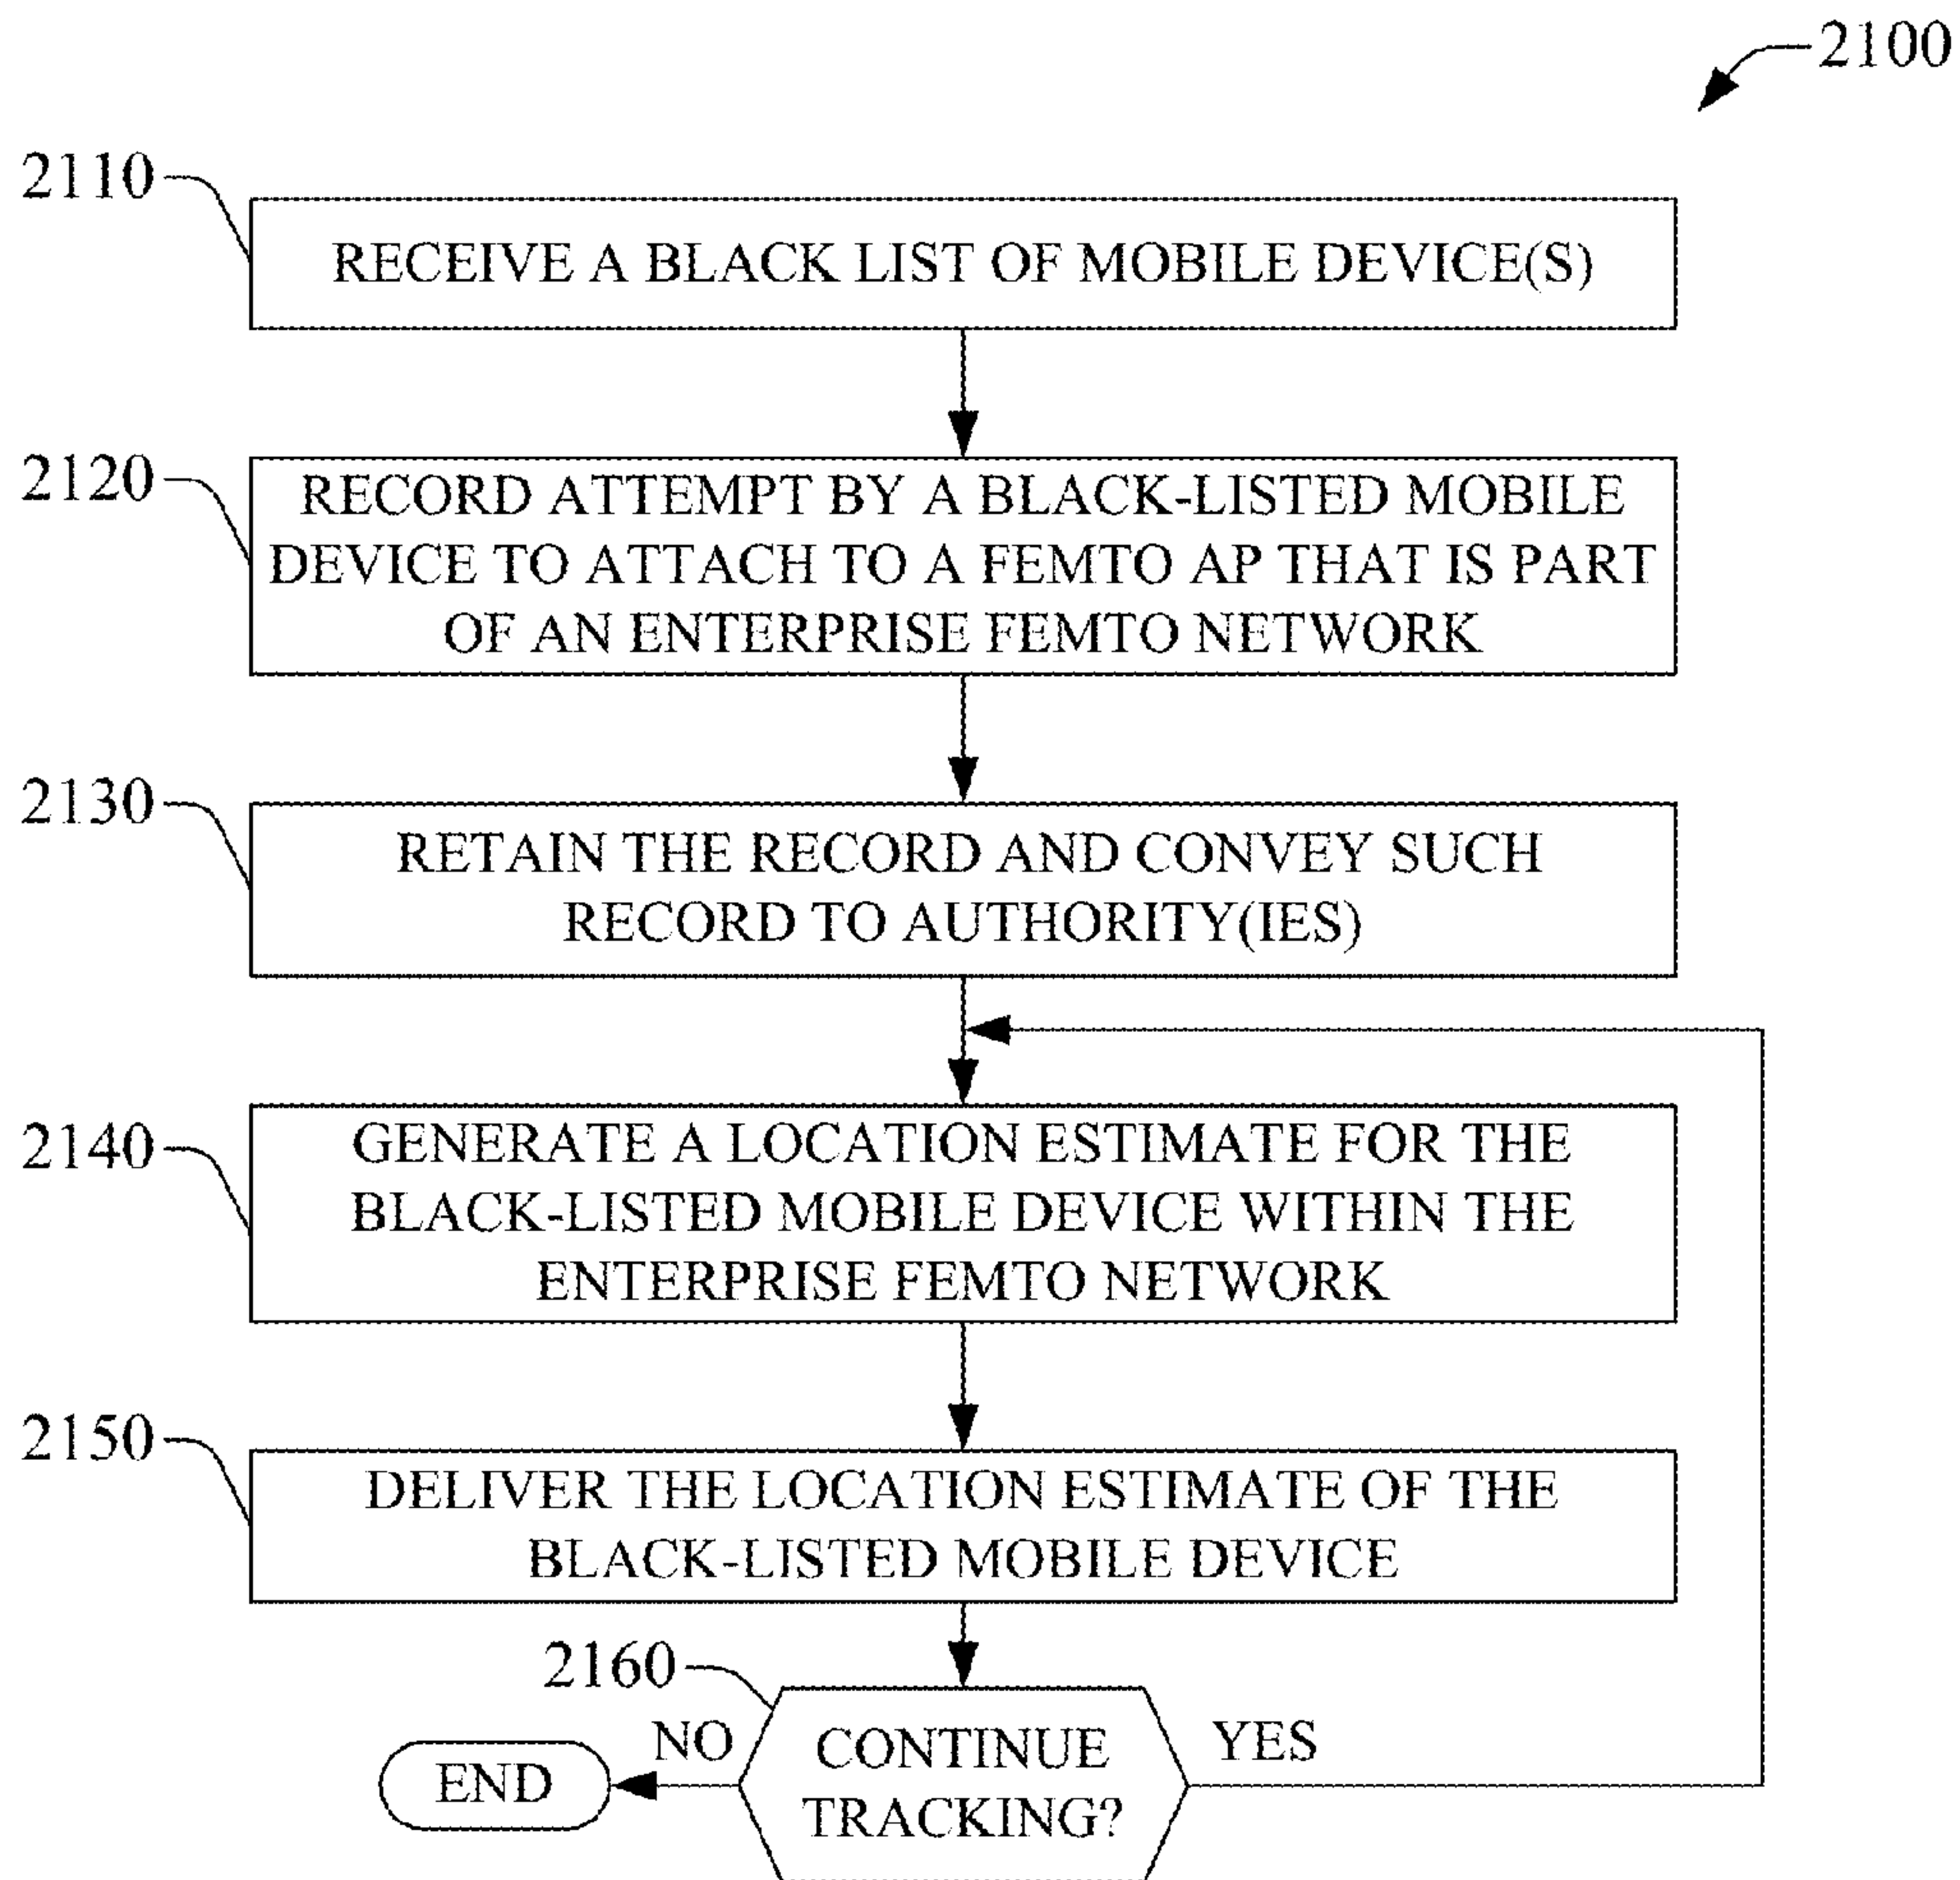 2100
2110
RECEIVE A BLACK LIST OF MOBILE DEVICE(S)
2120
RECORD ATTEMPT BY A BLACK-LISTED MOBILE
DEVICE TO ATTACH TO A FEMTO AP THAT IS PART
OF AN ENTERPRISE FEMTO NETWORK
2130
RETAIN THE RECORD AND CONVEY SUCH
RECORD TO AUTHORITY(IES)
2140
GENERATE A LOCATION ESTIMATE FOR THE
BLACK-LISTED MOBILE DEVICE WITHIN THE
ENTERPRISE FEMTO NETWORK
2150
DELIVER THE LOCATION ESTIMATE OF THE
BLACK-LISTED MOBILE DEVICE
2160
CONTINUE
TRACKING?
NO
YES
END